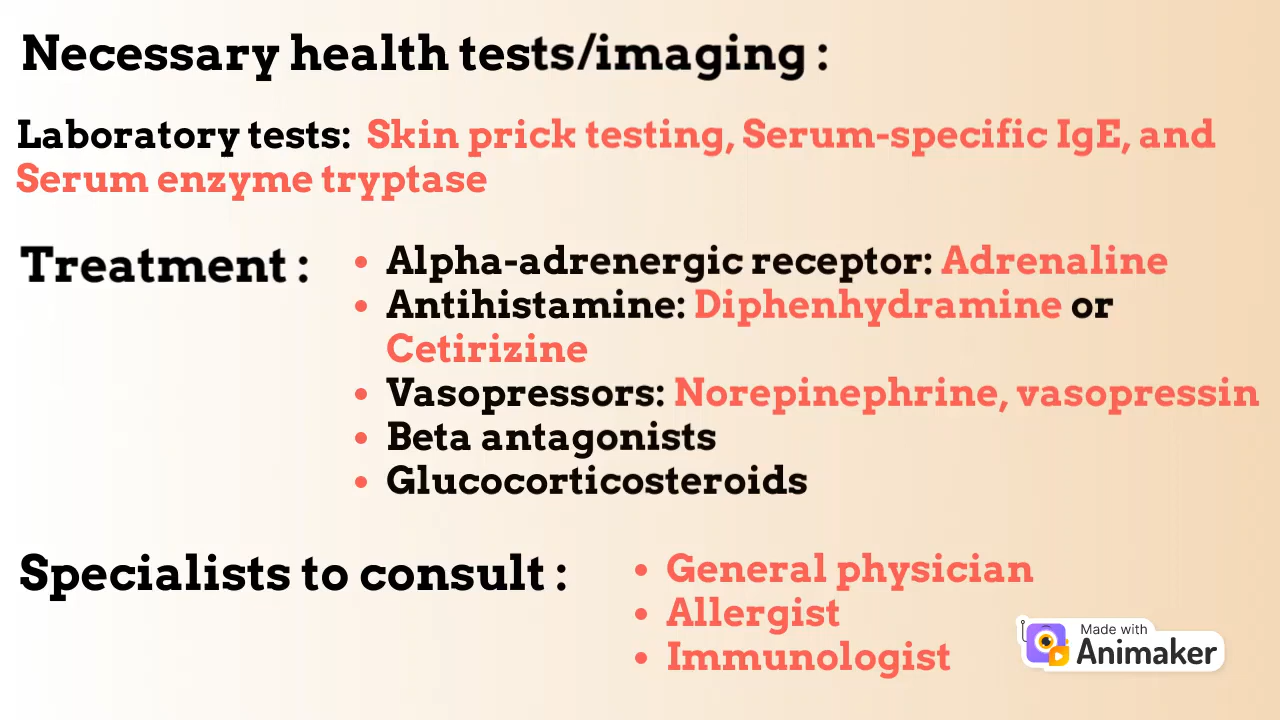 Necessary health tests/imaging :
Laboratory tests: Skin prick testing, Serum-specific IgE, and
Serum enzyme tryptase
Treatment :
• Alpha-adrenergic receptor: Adrenaline
• Antihistamine: Diphenhydramine or
Cetirizine
• Vasopressors: Norepinephrine, vasopressin
• Beta antagonists
• Glucocorticosteroids
Specialists to consult :
• General physician
• Allergist
• Immunologist
Made with
Animaker